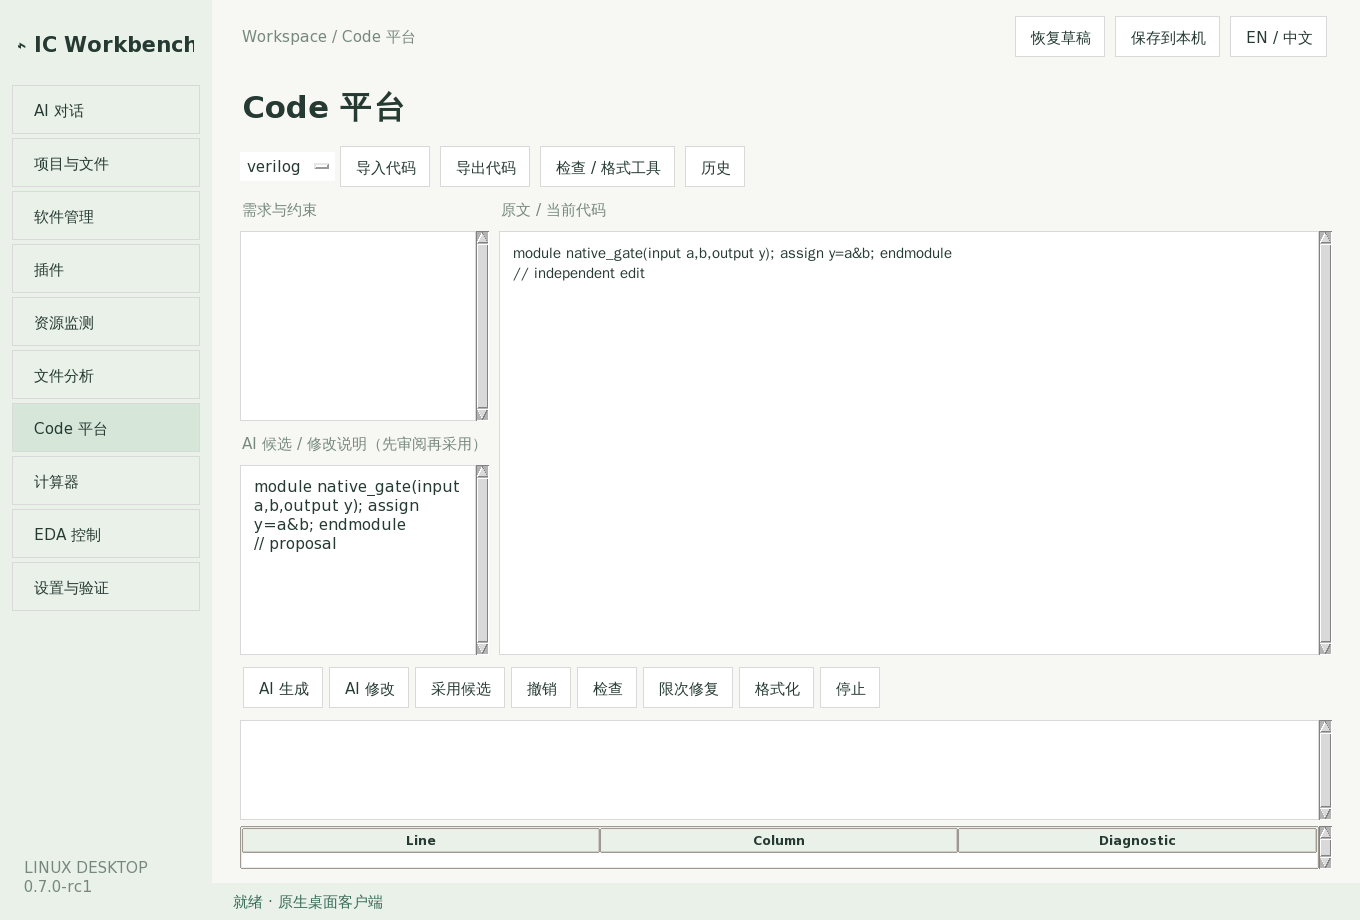 IC Workbench
AI 对话
项目与文件
软件管理
插件
资源监测
文件分析
Code 平台
计算器
EDA 控制
设置与验证
LINUX DESKTOP
0.7.0-rc1
Workspace / Code 平台
恢复草稿
保存到本机
EN / 中文
Code 平台
verilog
导入代码
导出代码
检查 / 格式工具
历史
需求与约束
原文 / 当前代码
module native_gate(input a,b,output y); assign y=a&b; endmodule
// independent edit
AI 候选 / 修改说明（先审阅再采用）
module native_gate(input
a,b,output y); assign
y=a&b; endmodule
// proposal
AI 生成
AI 修改
采用候选
撤销
检查
限次修复
格式化
停止
Line
Column
Diagnostic
就绪 · 原生桌面客户端